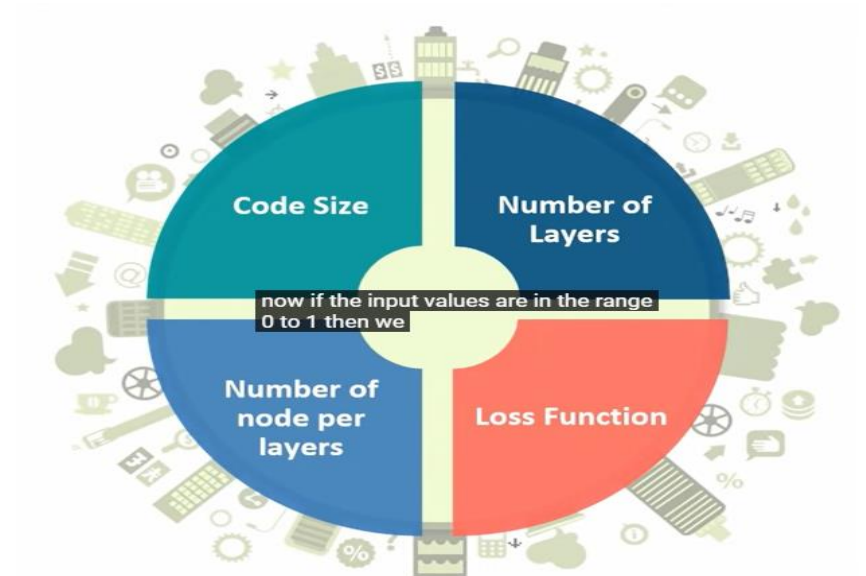 Code Size
Number of
Layers
now if the input values are in the range
0 to 1 then we
Number of
node per
layers
Loss Function
$$
@
%
%